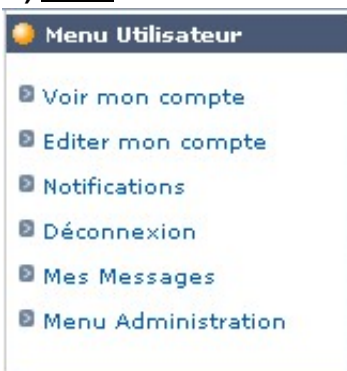 Menu Utilisateur
Voir mon compte
Editer mon compte
Notifications
Déconnexion
Mes Messages
Menu Administration